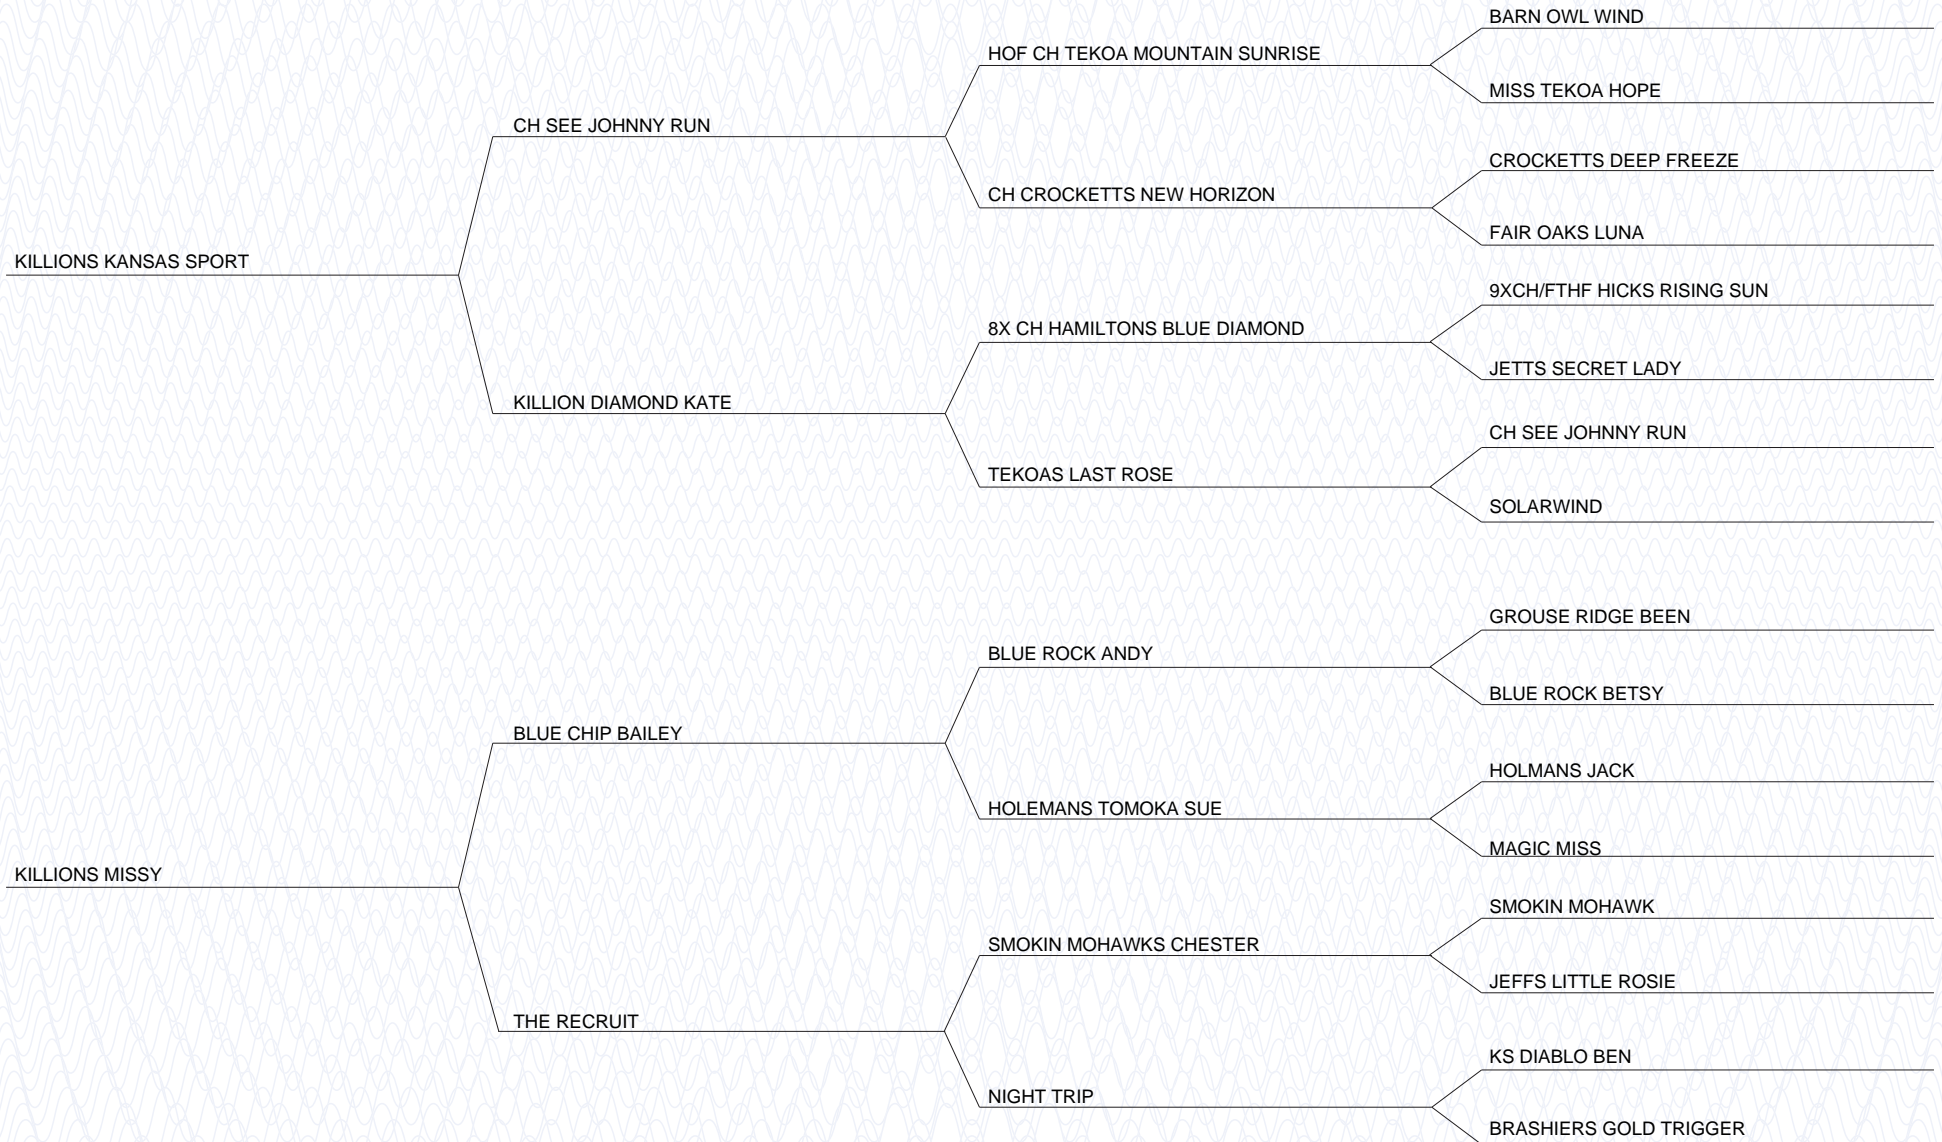 BARN OWL WIND
HOF CH TEKOA MOUNTAIN SUNRISE
MISS TEKOA HOPE
CH SEE JOHNNY RUN
CROCKETTS DEEP FREEZE
CH CROCKETTS NEW HORIZON
FAIR OAKS LUNA
KILLIONS KANSAS SPORT
9XCH/FTHF HICKS RISING SUN
8X CH HAMILTONS BLUE DIAMOND
JETTS SECRET LADY
KILLION DIAMOND KATE
CH SEE JOHNNY RUN
TEKOAS LAST ROSE
SOLARWIND
GROUSE RIDGE BEEN
BLUE ROCK ANDY
BLUE ROCK BETSY
BLUE CHIP BAILEY
HOLMANS JACK
HOLEMANS TOMOKA SUE
MAGIC MISS
KILLIONS MISSY
SMOKIN MOHAWK
SMOKIN MOHAWKS CHESTER
JEFFS LITTLE ROSIE
THE RECRUIT
KS DIABLO BEN
NIGHT TRIP
BRASHIERS GOLD TRIGGER